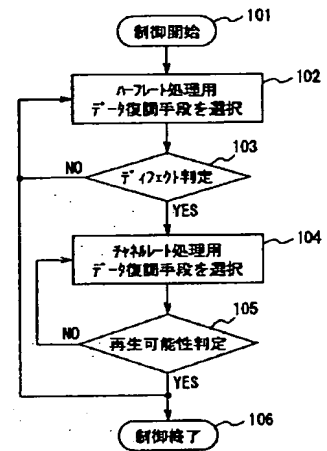 101
制御開始
102
ハーフレート処理用
データ復調手段を選択
103
NO
ディフェクト判定
YES
104
チャネルレート処理用
データ復調手段を選択
105
NO
再生可能性判定
YES
106
制御終了